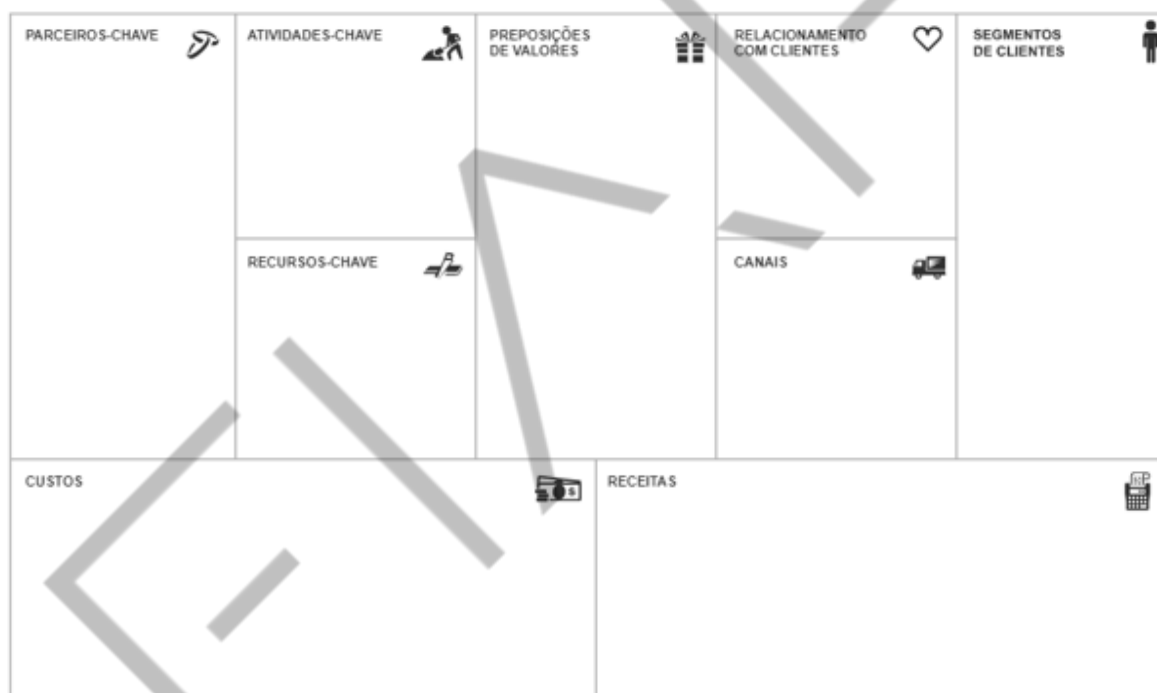 PARCEIROS-CHAVE
ATIVIDADES-CHAVE
PREPOSIÇÕES
DE VALORES
RELACIONAMENTO
COM CLIENTES
SEGMENTOS
DE CLIENTES
RECURSOS-CHAVE
CANAIS
CUSTOS
RECEITAS